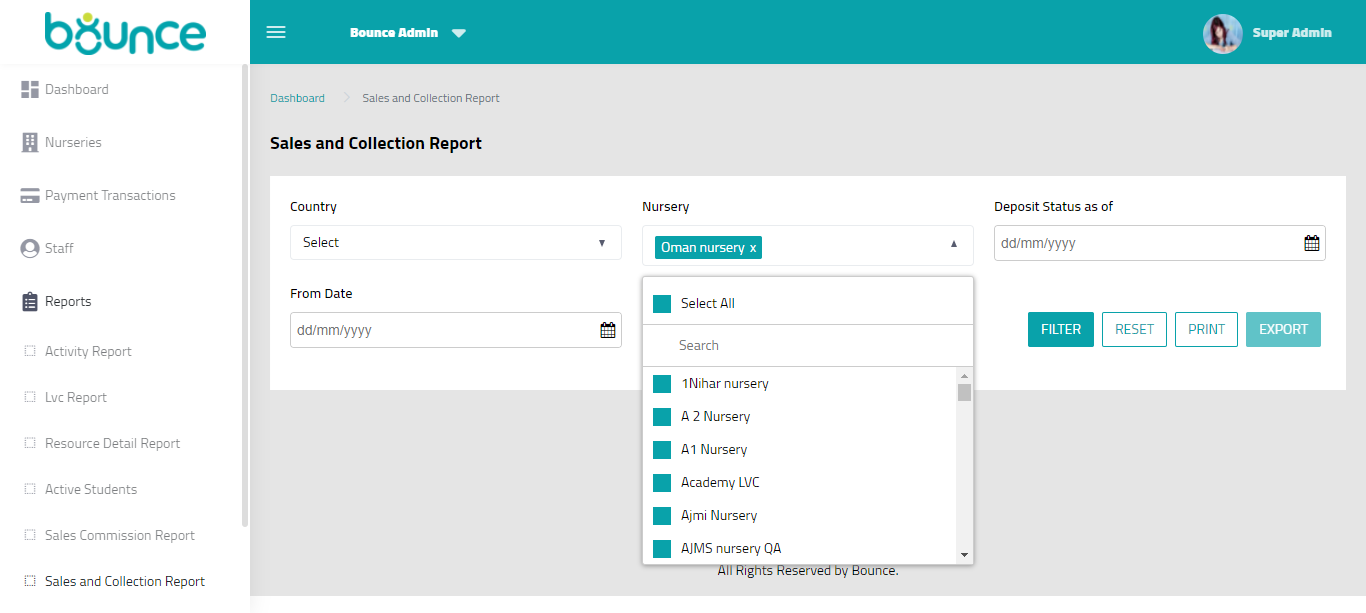 bounce
Bounce Admin
Super Admin
Dashboard
Nurseries
Payment Transactions
Staff
Reports
Activity Report
Lvc Report
Resource Detail Report
Active Students
Sales Commission Report
Sales and Collection Report
Dashboard
Sales and Collection Report
Sales and Collection Report
Country
Select
Nursery
Oman nursery x
Deposit Status as of
dd/mm/yyyy
From Date
dd/mm/yyyy
Select All
Search
1Nihar nursery
A 2 Nursery
A1 Nursery
Academy LVC
Ajmi Nursery
AJMS nursery QA
FILTER
RESET
PRINT
EXPORT
All Rights Reserved by Bounce.